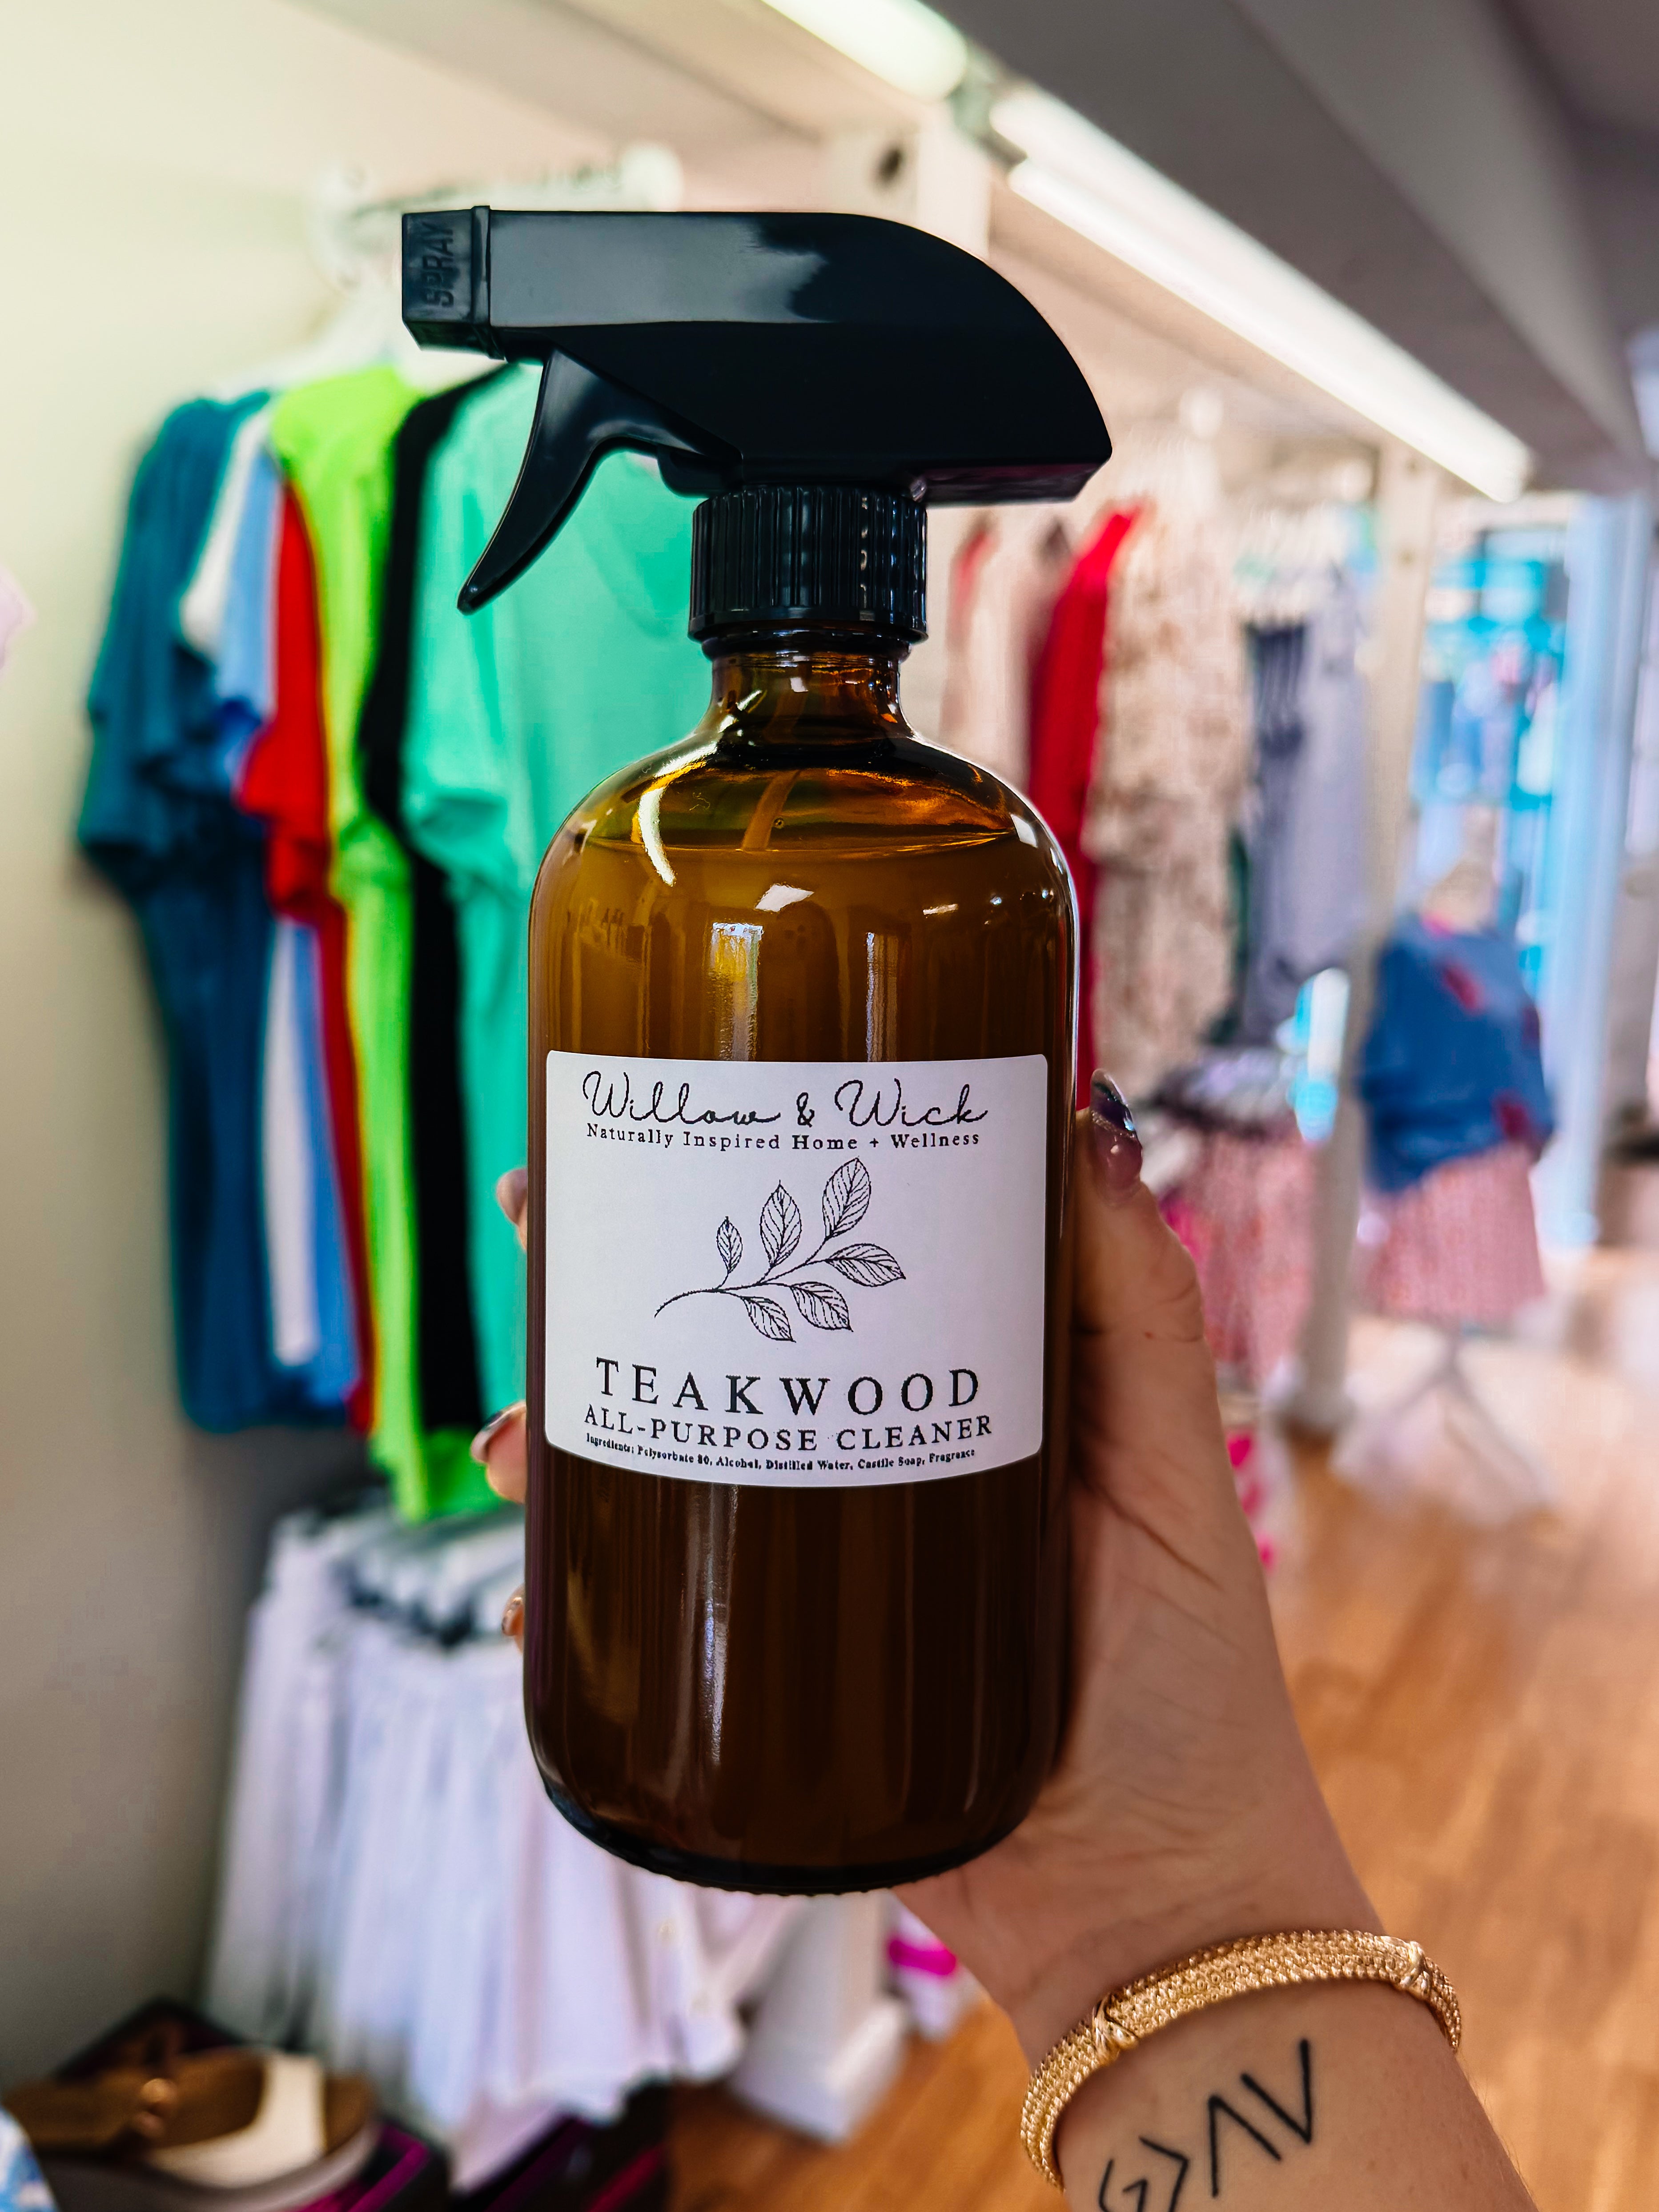 SPRAY
Willow & Wick
Naturally Inspired Home + Wellness
TEAKWOOD
ALL-PURPOSE CLEANER
Ingredients: Polysorbate 80, Alcohol, Distilled Water, Castile Soap, Fragrance
G>ΛV